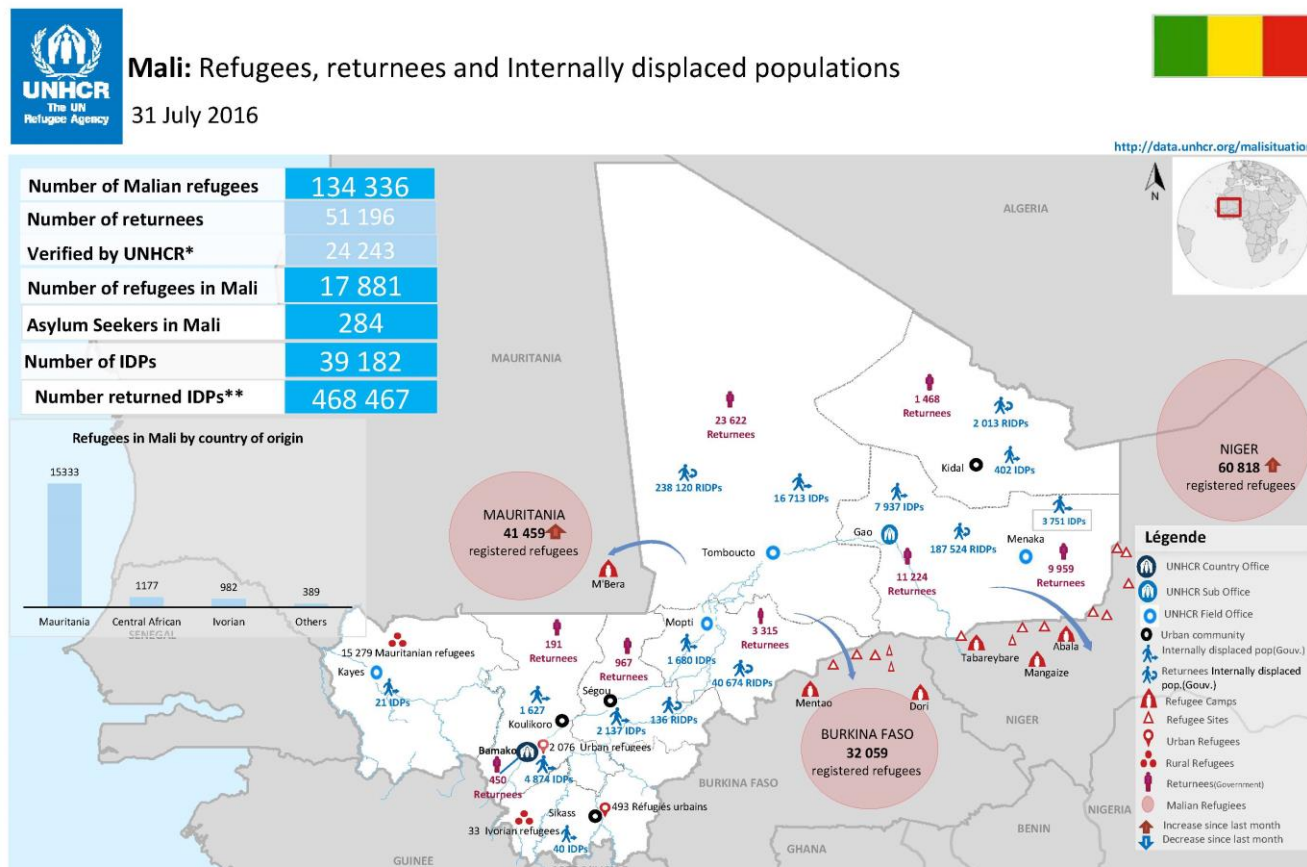 UNHCR
The UN
Refugee Agency
Mali: Refugees, returnees and Internally displaced populations
31 July 2016
http://data.unhcr.org/malisituation
Number of Malian refugees 134 336
Number of returnees 51 196
Verified by UNHCR* 24 243
Number of refugees in Mali 17 881
Asylum Seekers in Mali 284
Number of IDPs 39 182
Number returned IDPs** 468 467
Refugees in Mali by country of origin
15333
1177
982
389
Mauritania
Central African
Ivorian
Others
SENEGAL
MAURITANIA
ALGERIA
N
23 622
Returnees
1 468
Returnees
2 013 RIDPs
Kidal
402 IDPs
238 120 RIDPs
16 713 IDPs
7 937 IDPs
3 751 IDPs
Gao
187 524 RIDPs
Menaka
11 224
Returnees
9 959
Returnees
Tomboucto
MAURITANIA
41 459
registered refugees
M'Bera
NIGER
60 818
registered refugees
Mopti
3 315
Returnees
191
Returnees
967
Returnees
1 680 IDPs
40 674 RIDPs
15 279 Mauritanian refugees
Kayes
21 IDPs
1 627
Ségou
Koulikoro
136 RIDPs
2 137 IDPs
Bamako
2 076 Urban refugees
4 874 IDPs
450
Returnees
Sikass
493 Réfugiés urbains
33 Ivorian refugees
40 IDPs
Tabareybare
Abala
Mangaize
Mentao
Dori
BURKINA FASO
32 059
registered refugees
NIGER
BURKINA FASO
NIGERIA
BENIN
GHANA
GUINEE
Légende
UNHCR Country Office
UNHCR Sub Office
UNHCR Field Office
Urban community
Internally displaced pop(Gouv.)
Returnees Internally displaced
pop.(Gouv.)
Refugee Camps
Refugee Sites
Urban Refugees
Rural Refugees
Returnees(Government)
Malian Refugiees
Increase since last month
Decrease since last month